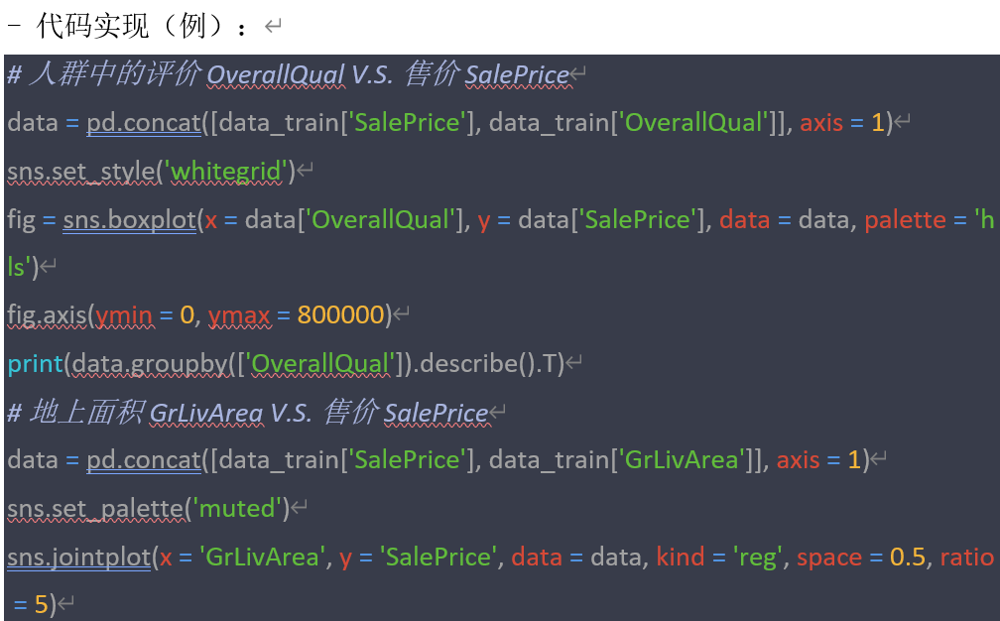 - 代码实现（例）：↵
# 人群中的评价 OverallQual V.S. 售价 SalePrice↵
data = pd.concat([data_train['SalePrice'], data_train['OverallQual']], axis = 1)↵
sns.set_style('whitegrid')↵
fig = sns.boxplot(x = data['OverallQual'], y = data['SalePrice'], data = data, palette = 'h
ls')↵
fig.axis(ymin = 0, ymax = 800000)↵
print(data.groupby(['OverallQual']).describe().T)↵
# 地上面积 GrLivArea V.S. 售价 SalePrice↵
data = pd.concat([data_train['SalePrice'], data_train['GrLivArea']], axis = 1)↵
sns.set_palette('muted')↵
sns.jointplot(x = 'GrLivArea', y = 'SalePrice', data = data, kind = 'reg', space = 0.5, ratio
= 5)↵